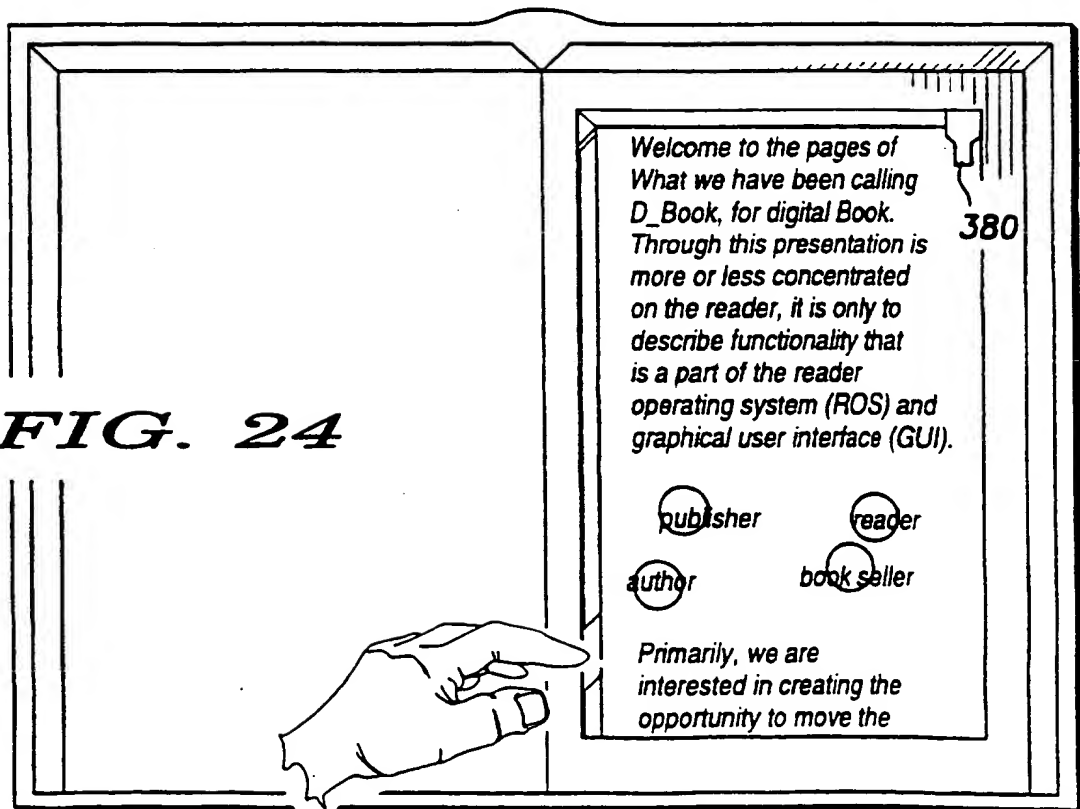 Welcome to the pages of
What we have been calling
D_Book, for digital Book.
Through this presentation is
more or less concentrated
on the reader, it is only to
describe functionality that
is a part of the reader
operating system (ROS) and
graphical user interface (GUI).
380
FIG. 24
publisher reader
author book seller
Primarily, we are
interested in creating the
opportunity to move the